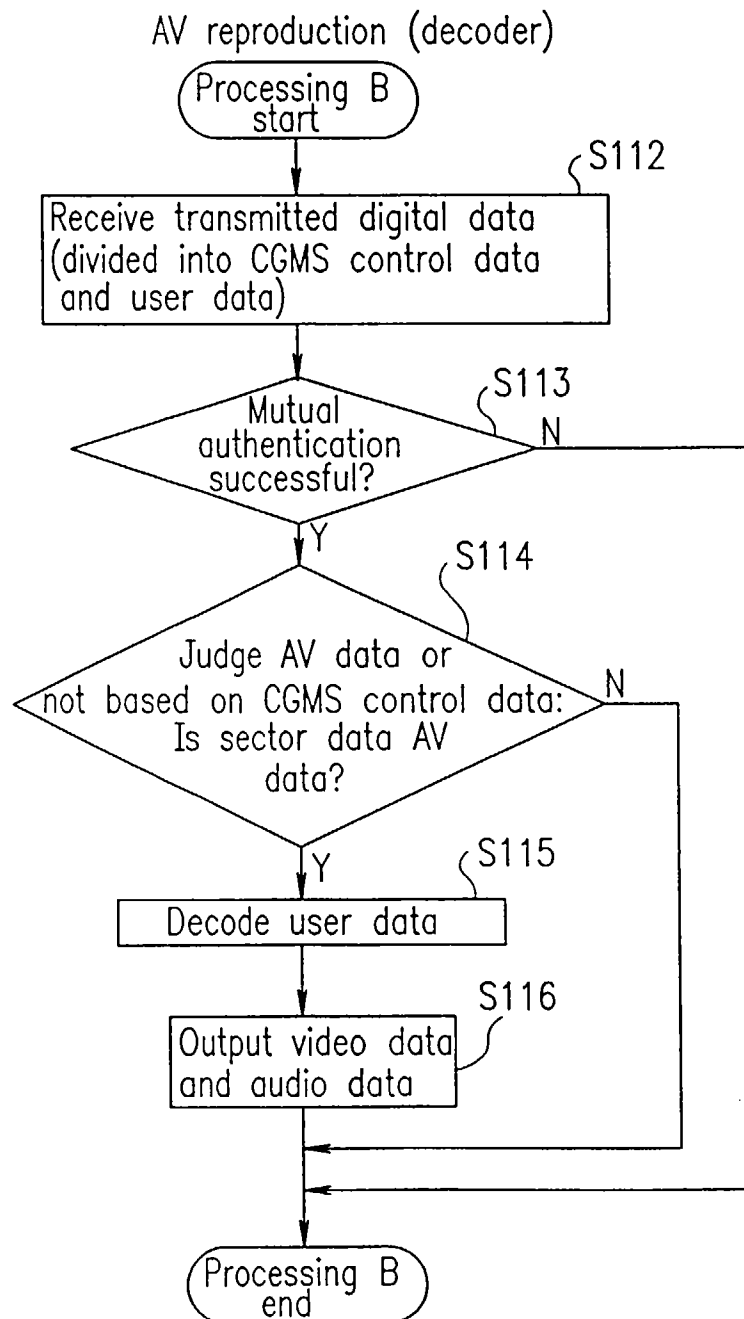 AV reproduction (decoder)
Processing B
start
S112
Receive transmitted digital data
(divided into CGMS control data
and user data)
S113
Mutual
authentication
successful?
N
Y
S114
Judge AV data or
not based on CGMS control data:
Is sector data AV
data?
N
Y
S115
Decode user data
S116
Output video data
and audio data
Processing B
end